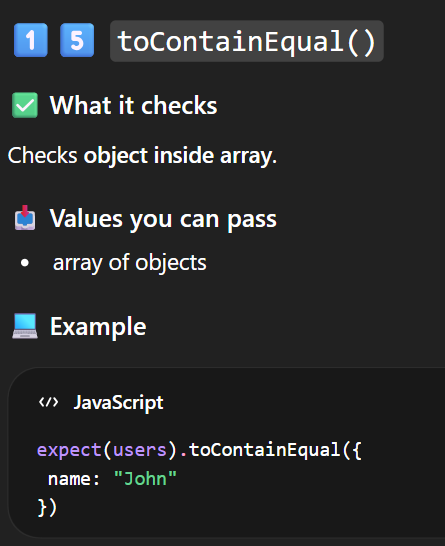 1️⃣ 5️⃣ toContainEqual()
✅ What it checks
Checks object inside array.
📥 Values you can pass
• array of objects
💻 Example
</> JavaScript
expect(users).toContainEqual({
 name: "John"
})